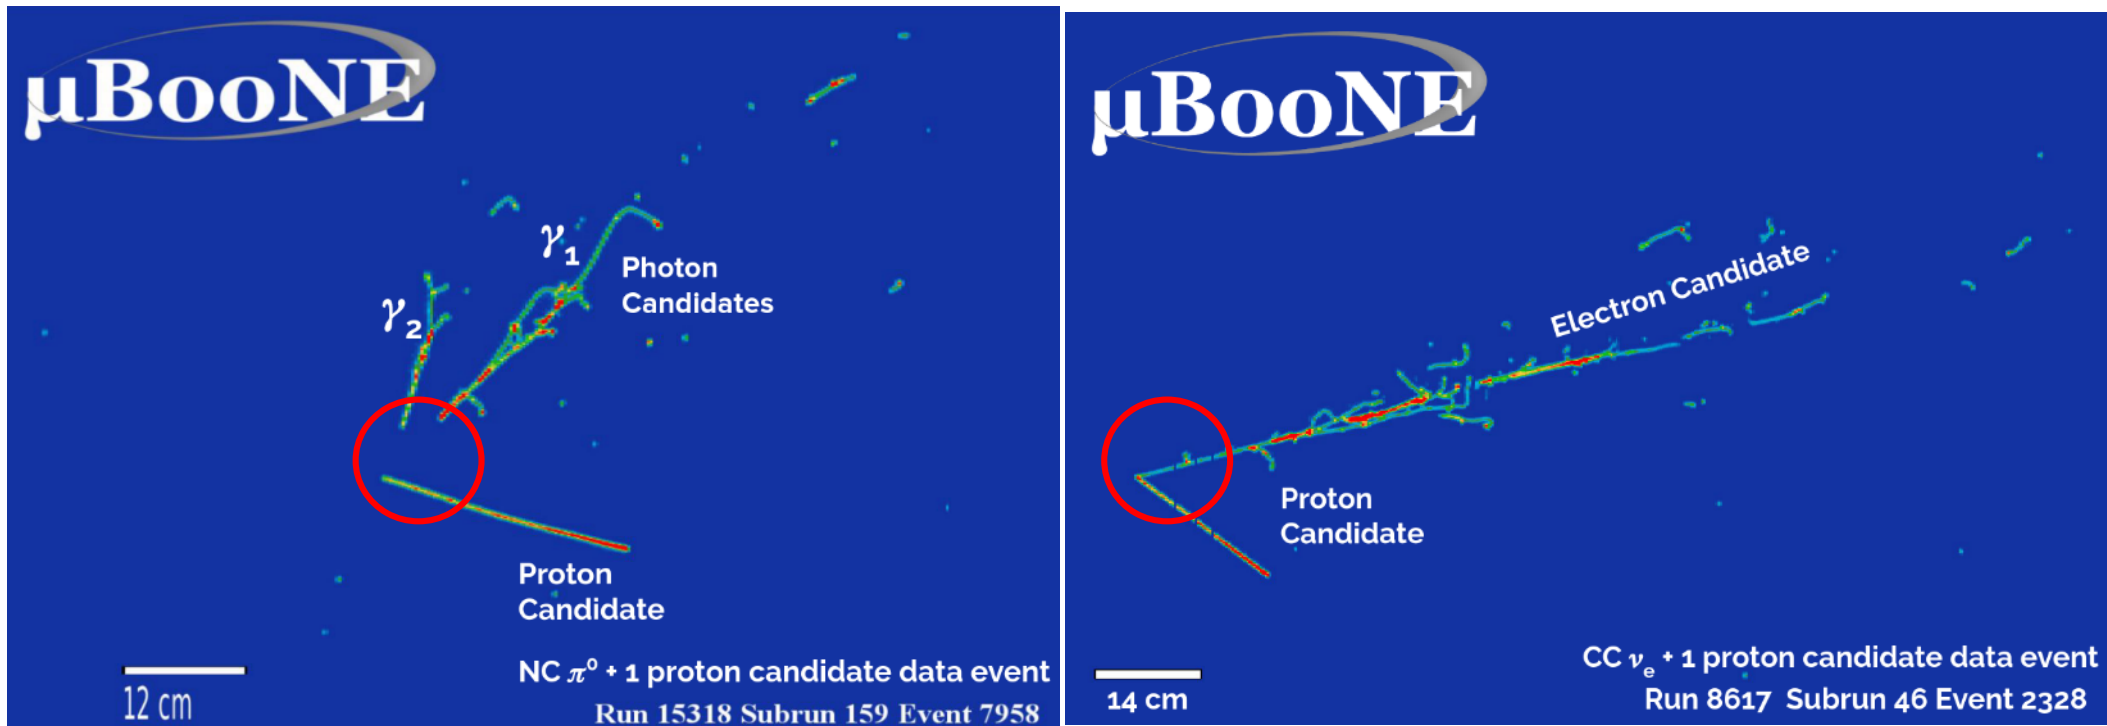 µBooNE
γ1
Photon
Candidates
γ2
Proton
Candidate
NC π⁰ + 1 proton candidate data event
12 cm
Run 15318 Subrun 159 Event 7958
µBooNE
Electron Candidate
Proton
Candidate
CC νe + 1 proton candidate data event
14 cm
Run 8617 Subrun 46 Event 2328